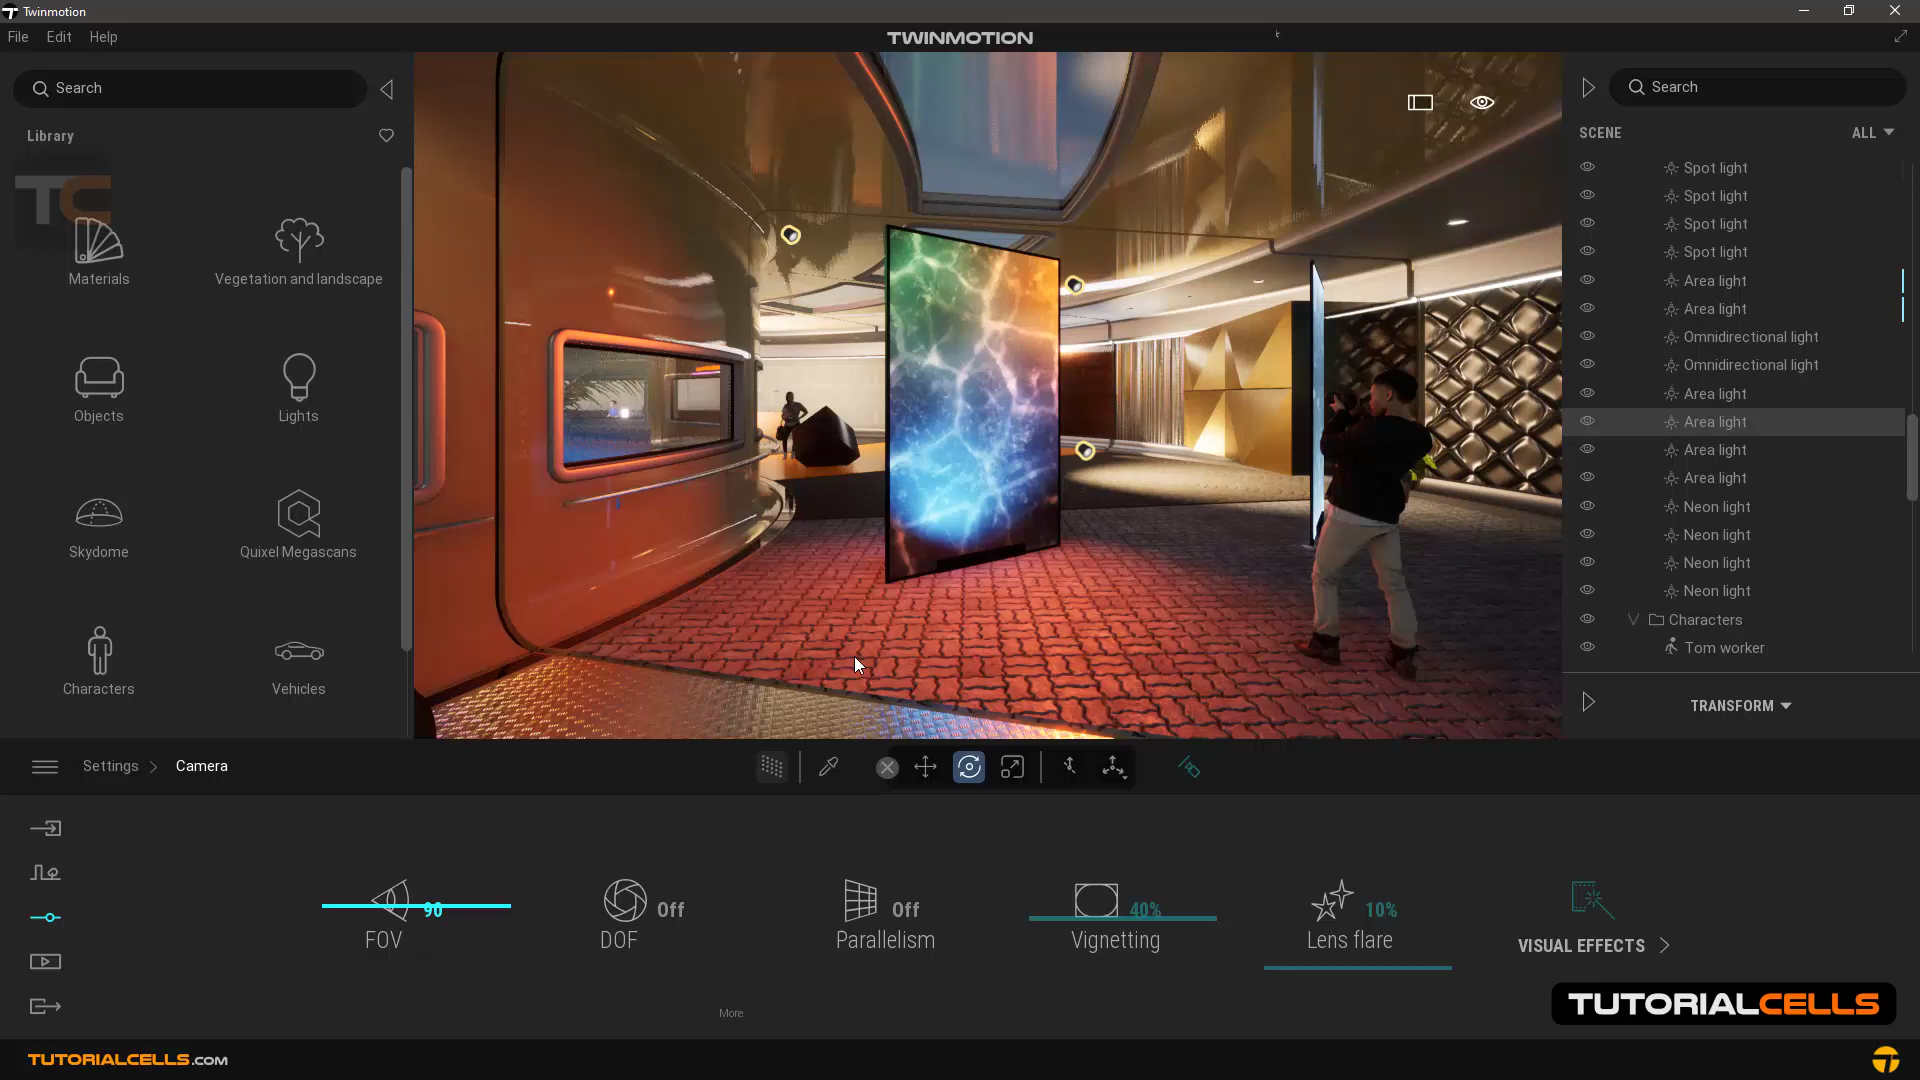 Twinmotion
File Edit Help
TWINMOTION
Search
Library
TC
Materials
Vegetation and landscape
Objects
Lights
Skydome
Quixel Megascans
Characters
Vehicles
Search
SCENE
ALL
Spot light
Spot light
Spot light
Spot light
Area light
Area light
Omnidirectional light
Omnidirectional light
Area light
Area light
Area light
Area light
Neon light
Neon light
Neon light
Neon light
Characters
Tom worker
TRANSFORM
Settings Camera
90
FOV
Off
DOF
Off
Parallelism
40%
Vignetting
10%
Lens flare
VISUAL EFFECTS
More
TUTORIALCELLS
TUTORIALCELLS.COM